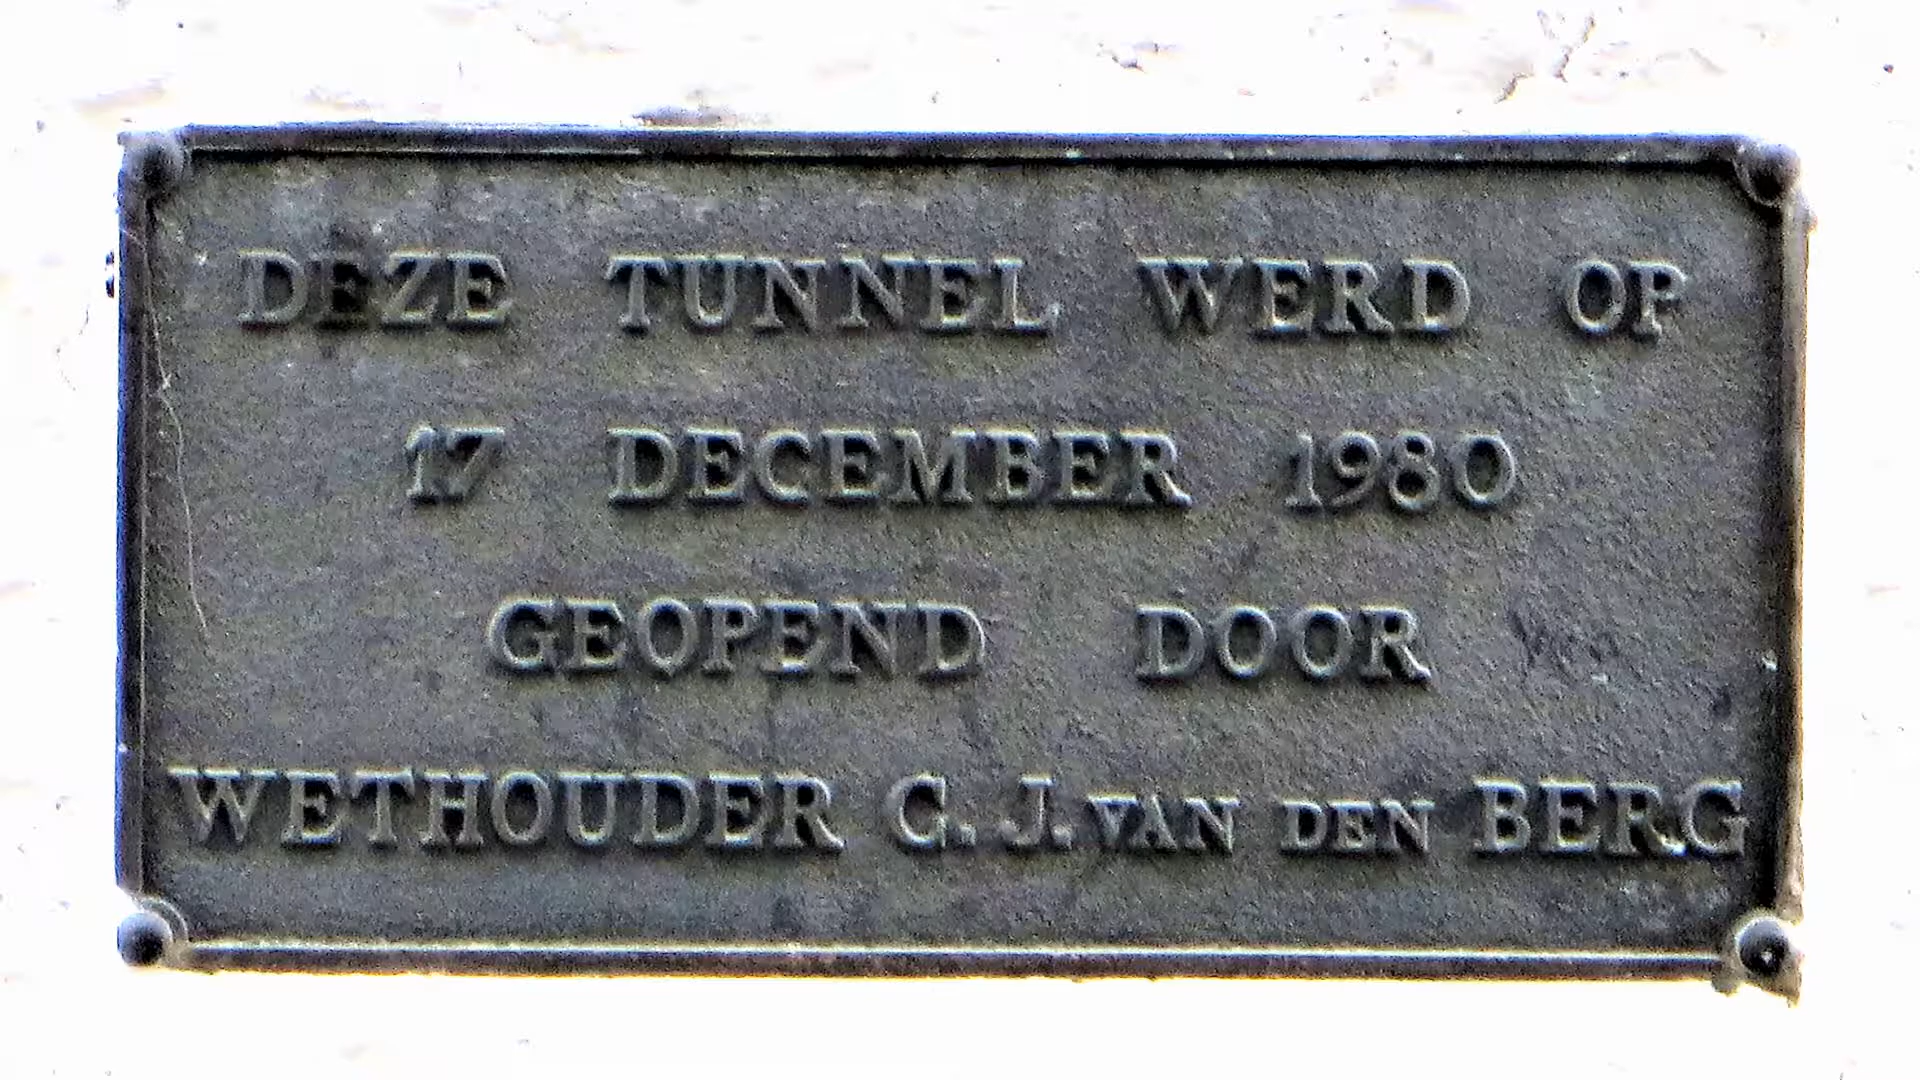 DEZE TUNNEL WERD OP
17 DECEMBER 1980
GEOPEND DOOR
WETHOUDER G. J. VAN DEN BERG